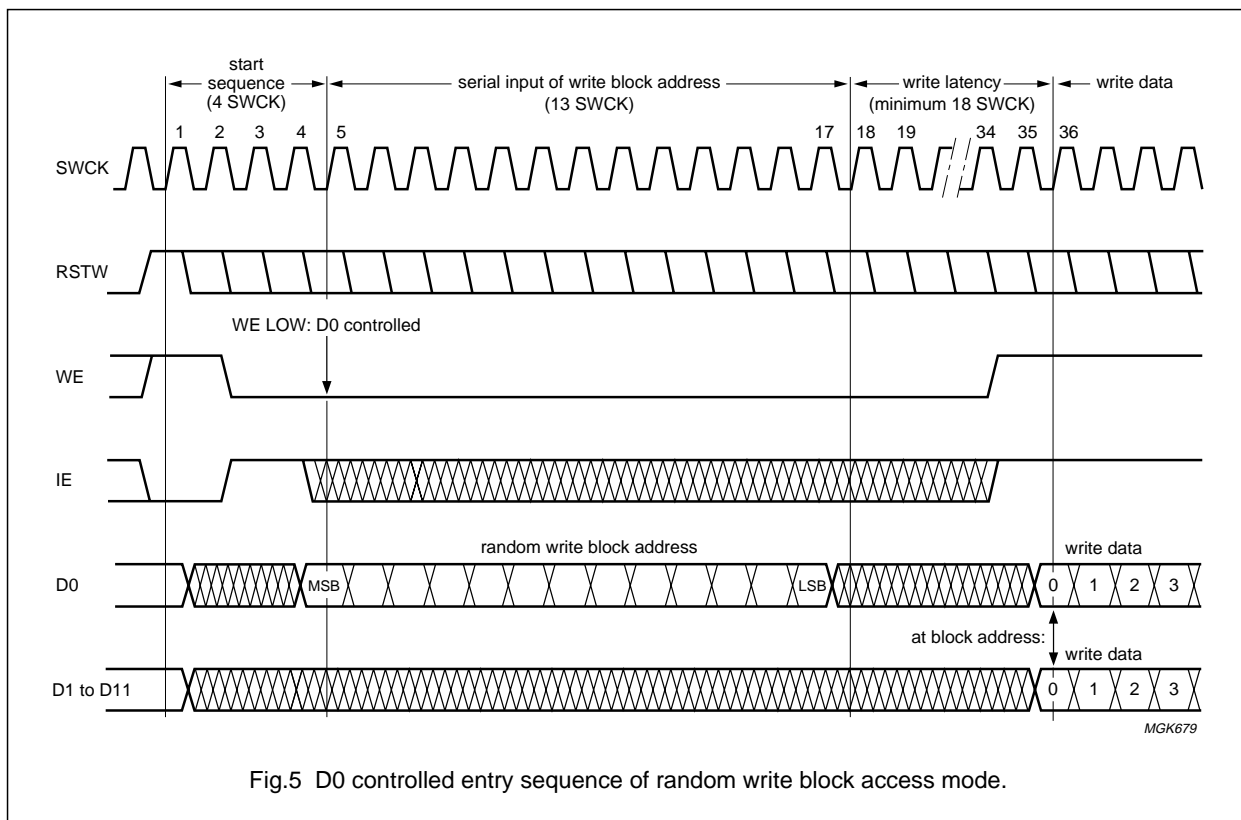 start
sequence
(4 SWCK)
serial input of write block address
(13 SWCK)
write latency
(minimum 18 SWCK)
write data
1 2 3 4 5 17 18 19 34 35 36
SWCK
RSTW
WE LOW: D0 controlled
WE
IE
random write block address
write data
D0
MSB LSB 0 1 2 3
at block address:
write data
D1 to D11
0 1 2 3
MGK679
Fig.5 D0 controlled entry sequence of random write block access mode.